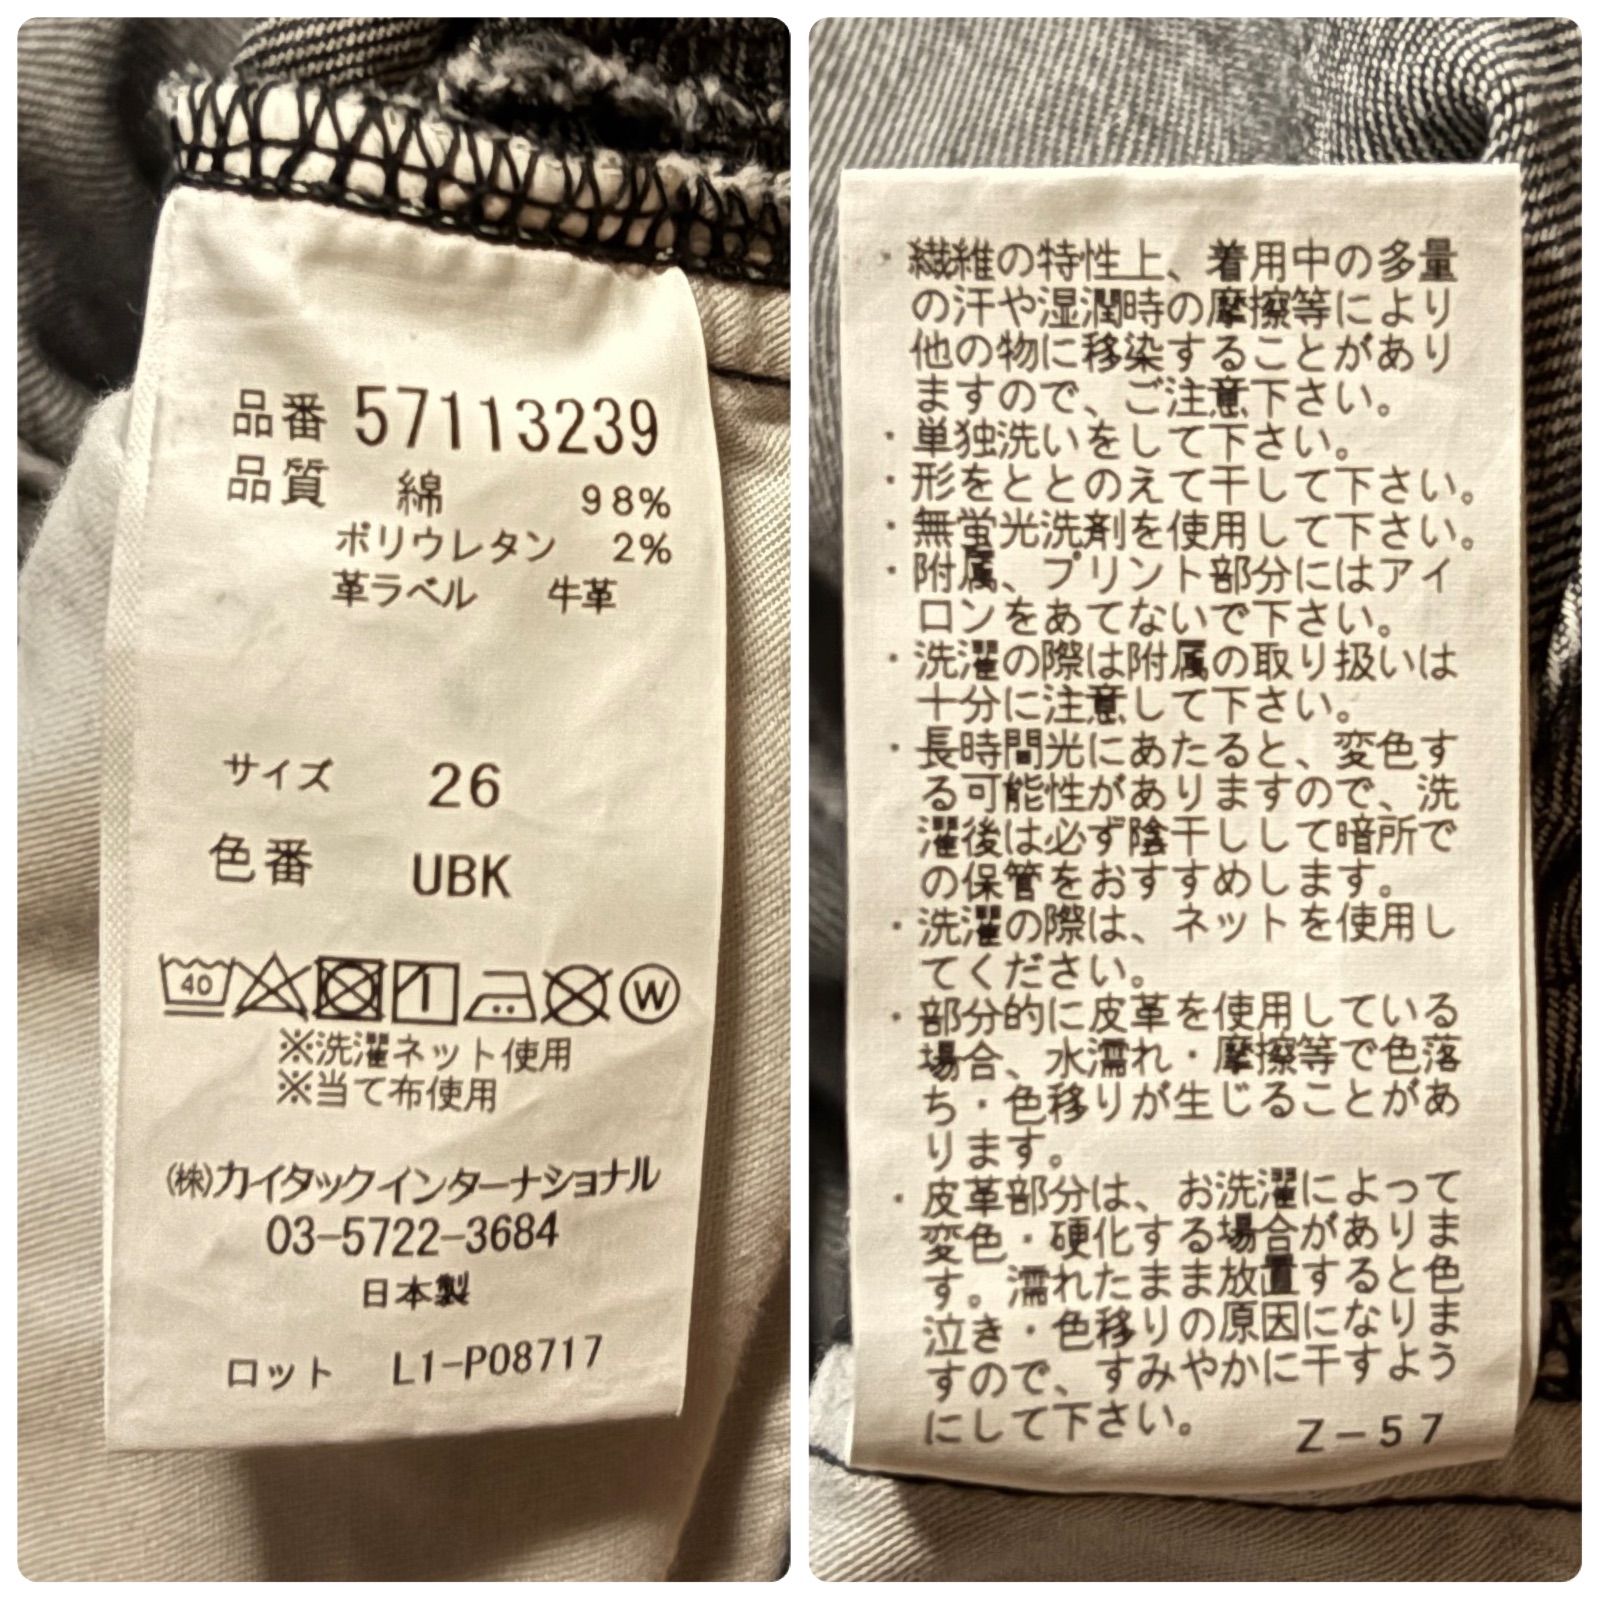 品番 57113239
品質 綿 98%
ポリウレタン 2%
革ラベル 牛革
サイズ 26
色番 UBK
40 W
※洗濯ネット使用
※当て布使用
㈱カイタックインターナショナル
03-5722-3684
日本製
ロット L1-P08717
・繊維の特性上、着用中の多量
の汗や湿潤時の摩擦等により
他の物に移染することがあり
ますので、ご注意下さい。
・単独洗いをして下さい。
・形をととのえて干して下さい。
・無蛍光洗剤を使用して下さい。
・附属、プリント部分にはアイ
ロンをあてないで下さい。
・洗濯の際は附属の取り扱いは
十分に注意して下さい。
・長時間光にあたると、変色す
る可能性がありますので、洗
濯後は必ず陰干しして暗所で
の保管をおすすめします。
・洗濯の際は、ネットを使用し
てください。
・部分的に皮革を使用している
場合、水濡れ・摩擦等で色落
ち・色移りが生じることがあ
ります。
・皮革部分は、お洗濯によって
変色・硬化する場合がありま
す。濡れたまま放置すると色
泣き・色移りの原因になりま
すので、すみやかに干すよう
にして下さい。 Z-57